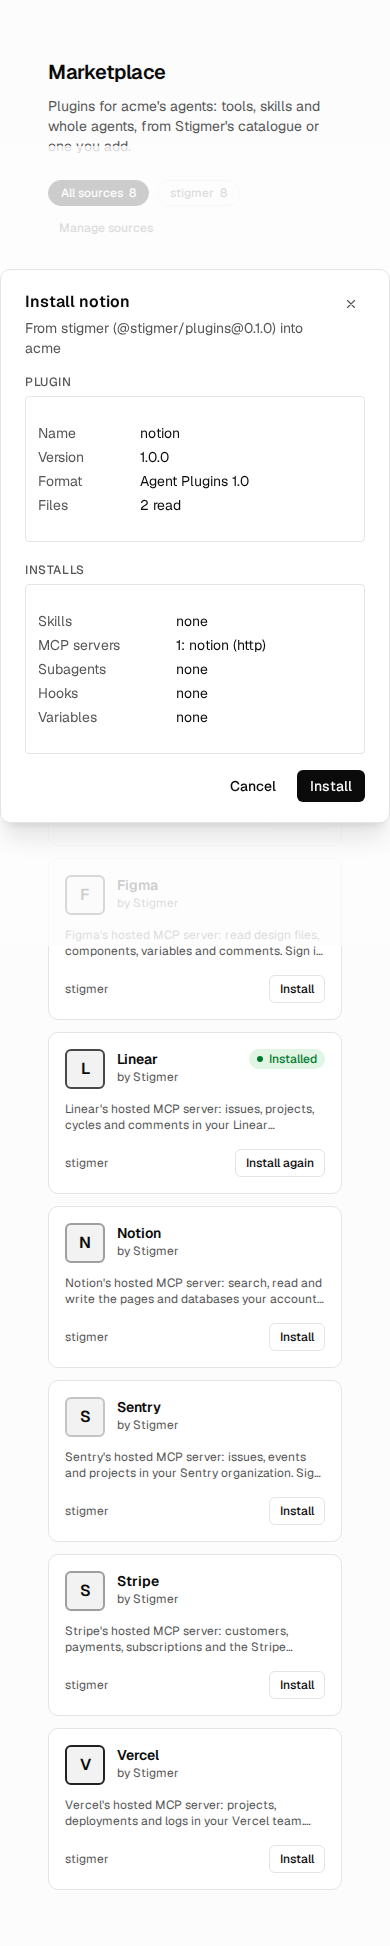 Marketplace
Plugins for acme's agents: tools, skills and
whole agents, from Stigmer's catalogue or
one you add.
All sources 8
stigmer 8
Manage sources
Install notion
From stigmer (@stigmer/plugins@0.1.0) into
acme
PLUGIN
Name notion
Version 1.0.0
Format Agent Plugins 1.0
Files 2 read
INSTALLS
Skills none
MCP servers 1: notion (http)
Subagents none
Hooks none
Variables none
Cancel
Install
F
Figma
by Stigmer
Figma's hosted MCP server: read design files,
components, variables and comments. Sign i…
stigmer
Install
L
Linear
Installed
by Stigmer
Linear's hosted MCP server: issues, projects,
cycles and comments in your Linear…
stigmer
Install again
N
Notion
by Stigmer
Notion's hosted MCP server: search, read and
write the pages and databases your account…
stigmer
Install
S
Sentry
by Stigmer
Sentry's hosted MCP server: issues, events
and projects in your Sentry organization. Sig…
stigmer
Install
S
Stripe
by Stigmer
Stripe's hosted MCP server: customers,
payments, subscriptions and the Stripe…
stigmer
Install
V
Vercel
by Stigmer
Vercel's hosted MCP server: projects,
deployments and logs in your Vercel team.…
stigmer
Install